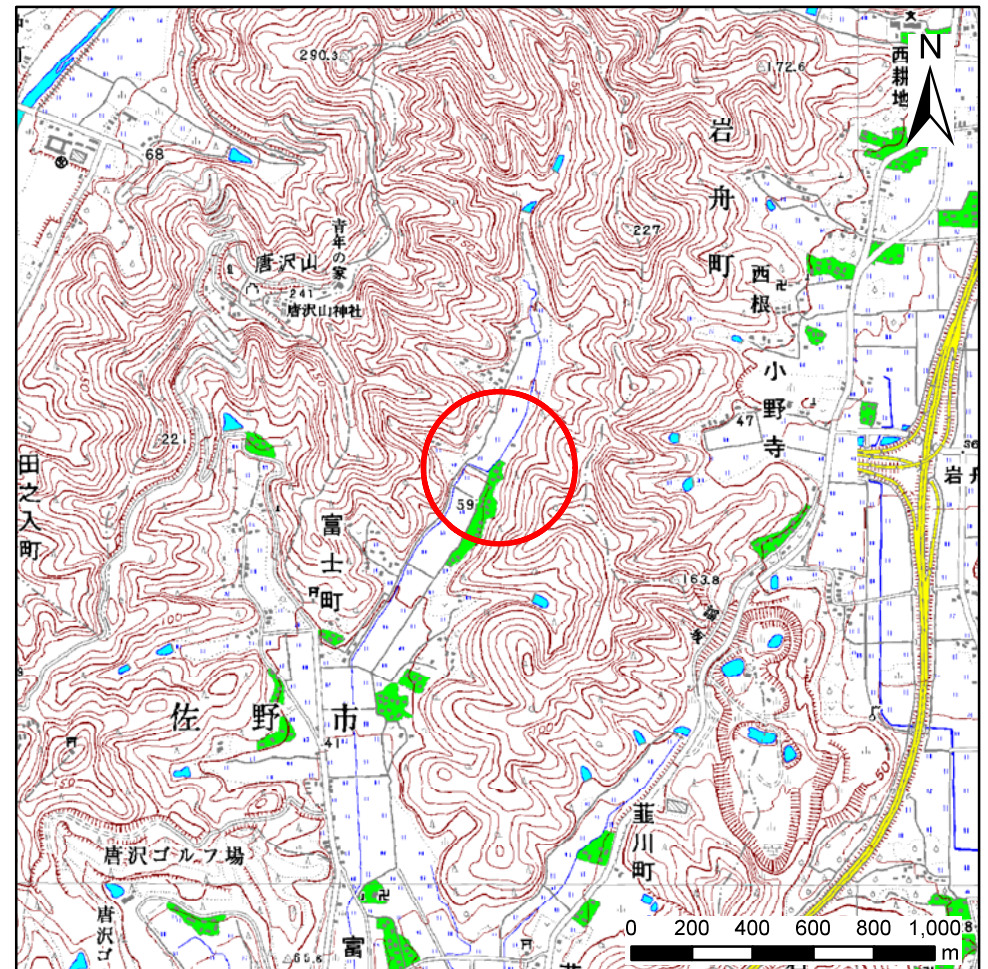 290.3
172.6
西耕地
N
68
岩舟町
青年の家
227
唐沢山
西根
241
唐沢山神社
小野寺
47
22
36
岩舟
田之入町
59
富士町
163.8
佐野市
41
50
韮川町
唐沢ゴルフ場
唐沢ゴ
富
0 200 400 600 800 1,000
m